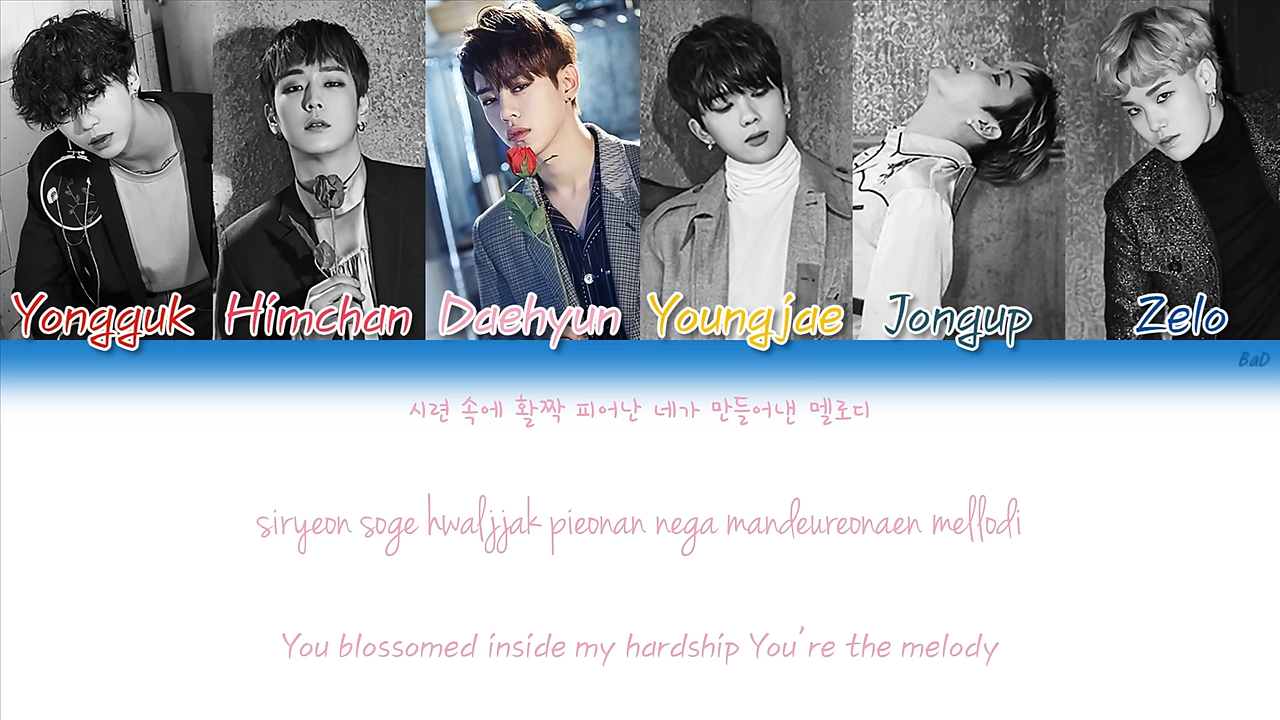 Yongguk Himchan Daehyun Youngjae Jongup Zelo
BaD
시련 속에 활짝 피어난 네가 만들어낸 멜로디
siryeon soge hwaljjak pieonan nega mandeureonaen mellodi
You blossomed inside my hardship You're the melody